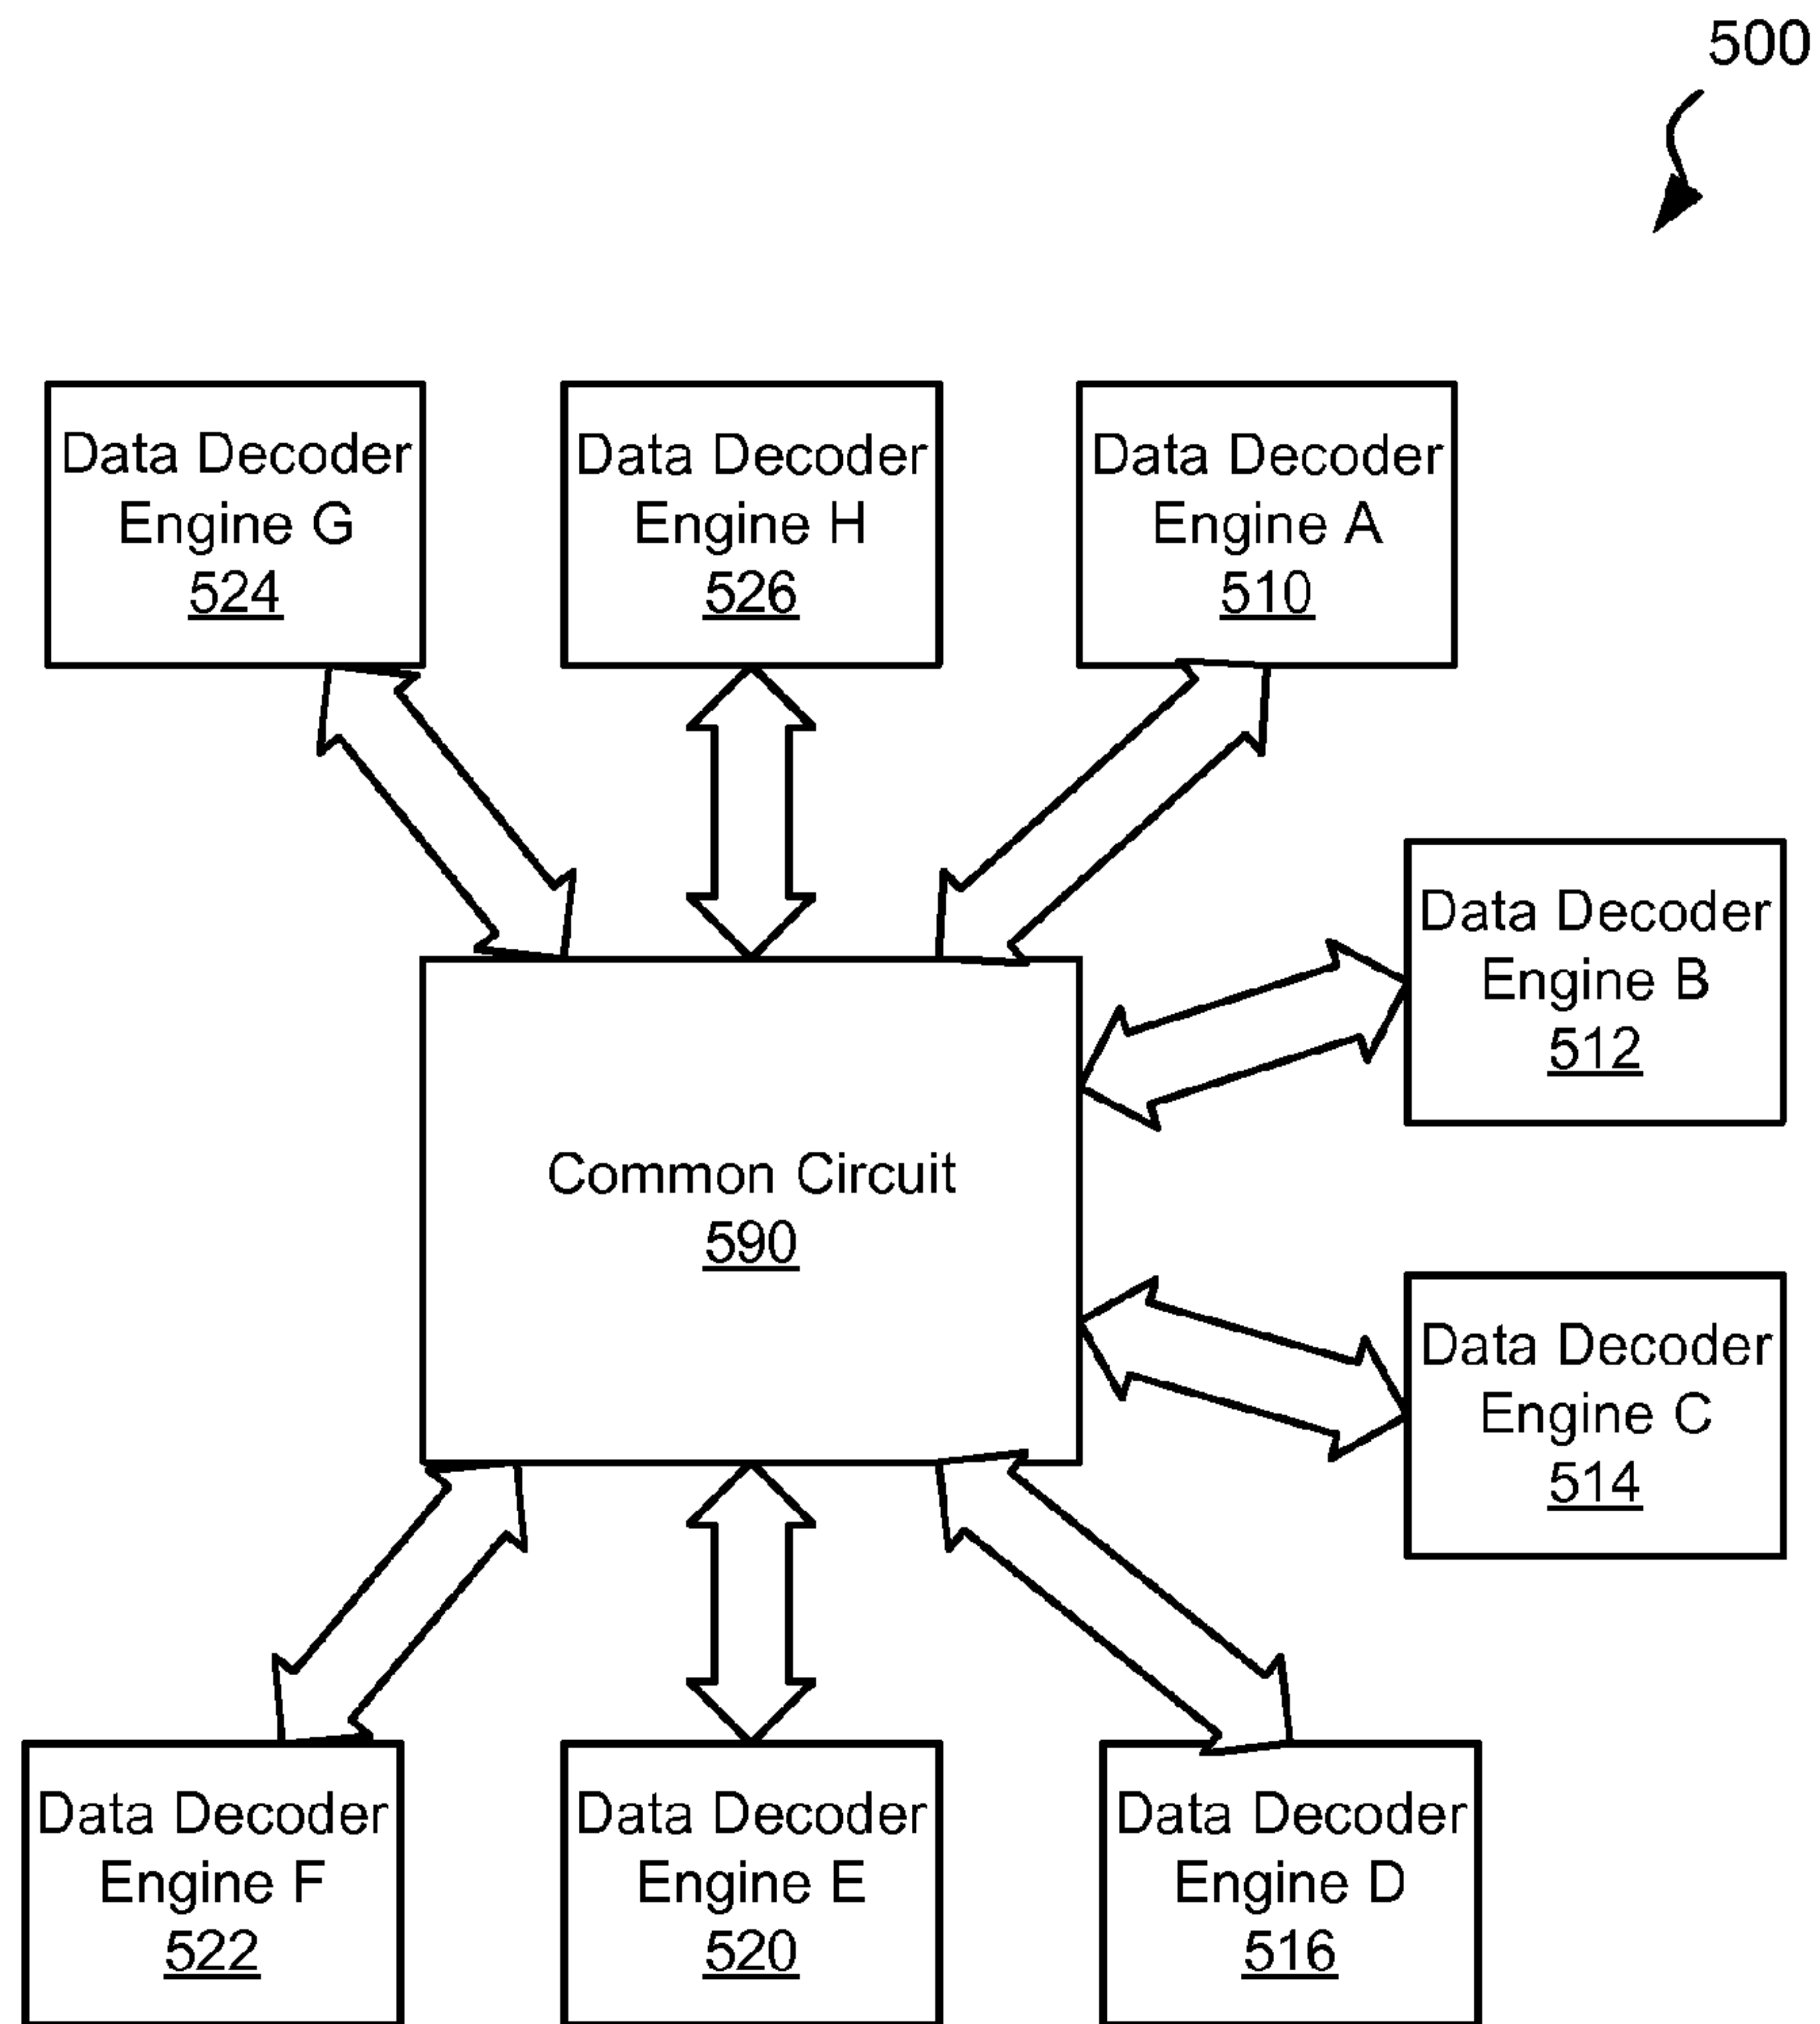 500
Data Decoder
Engine G
524
Data Decoder
Engine H
526
Data Decoder
Engine A
510
Data Decoder
Engine B
512
Common Circuit
590
Data Decoder
Engine C
514
Data Decoder
Engine F
522
Data Decoder
Engine E
520
Data Decoder
Engine D
516